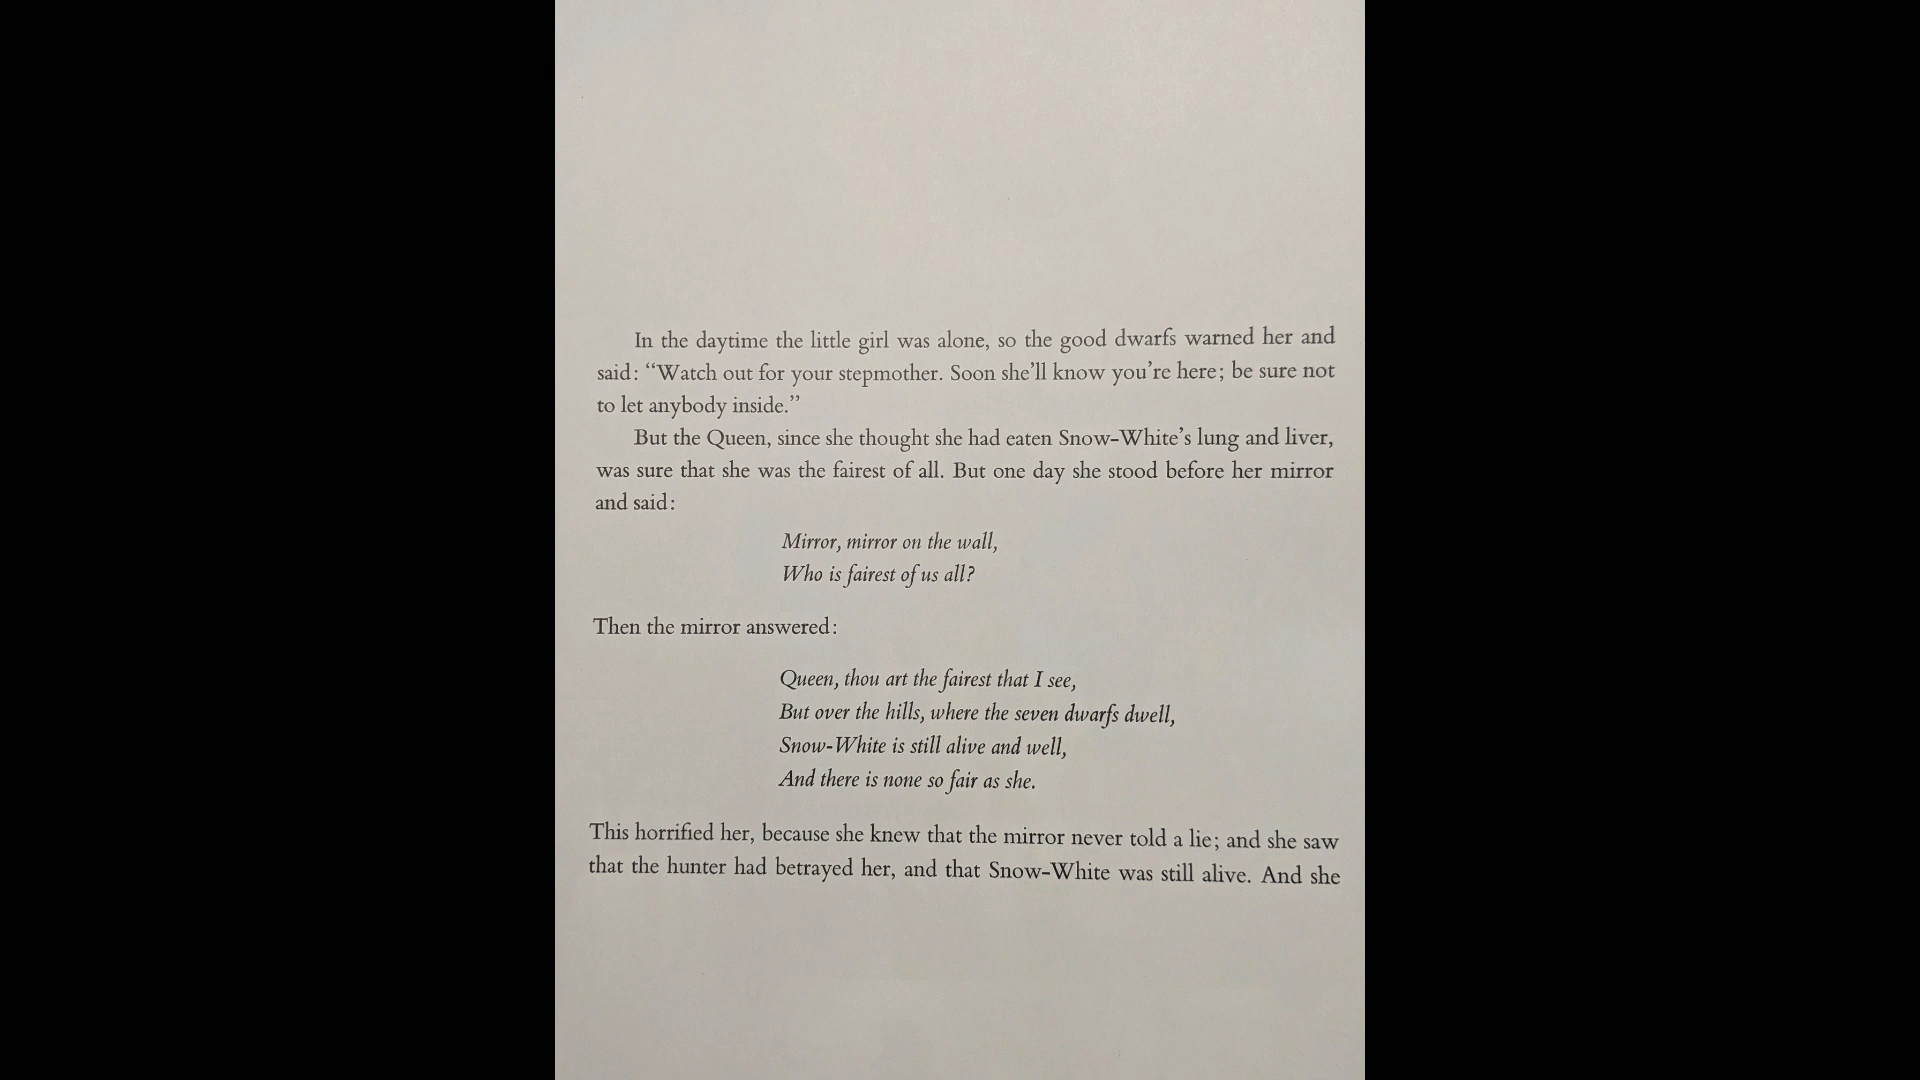 In the daytime the little girl was alone, so the good dwarfs warned her and
said: “Watch out for your stepmother. Soon she’ll know you’re here; be sure not
to let anybody inside.”
But the Queen, since she thought she had eaten Snow-White’s lung and liver,
was sure that she was the fairest of all. But one day she stood before her mirror
and said:
Mirror, mirror on the wall,
Who is fairest of us all?
Then the mirror answered:
Queen, thou art the fairest that I see,
But over the hills, where the seven dwarfs dwell,
Snow-White is still alive and well,
And there is none so fair as she.
This horrified her, because she knew that the mirror never told a lie; and she saw
that the hunter had betrayed her, and that Snow-White was still alive. And she